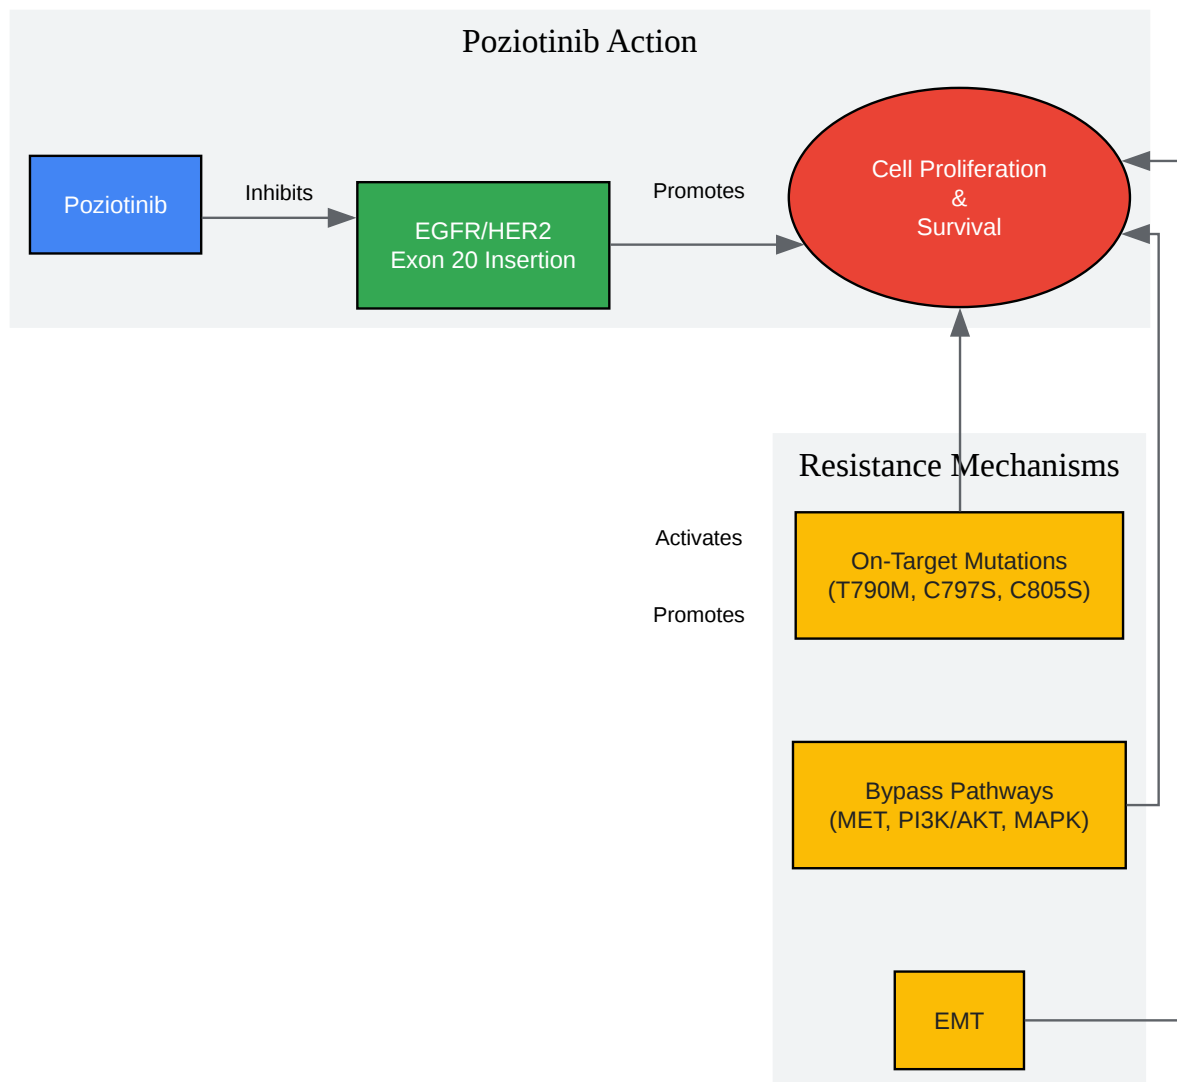 Poziotinib Action
Poziotinib
Inhibits
EGFR/HER2
Exon 20 Insertion
Promotes
Cell Proliferation
&
Survival
Resistance Mechanisms
Activates
Promotes
On-Target Mutations
(T790M, C797S, C805S)
Bypass Pathways
(MET, PI3K/AKT, MAPK)
EMT